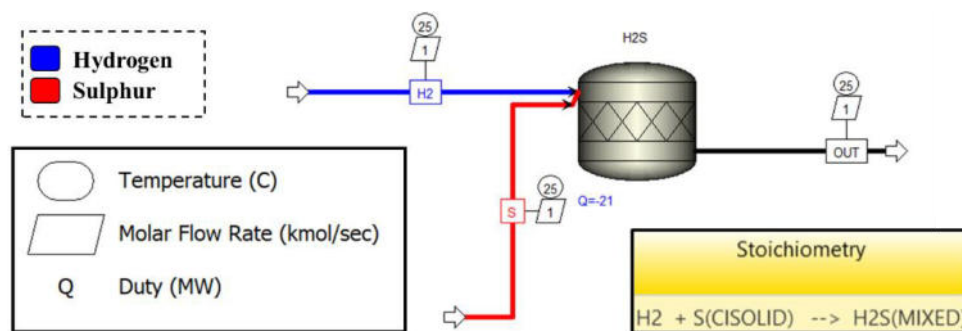 Hydrogen
Sulphur
25
1
H2
H2S
25
1
OUT
S
25
1
Q=-21
Temperature (C)
Molar Flow Rate (kmol/sec)
Q Duty (MW)
Stoichiometry
H2 + S(CISOLID) --> H2S(MIXED)